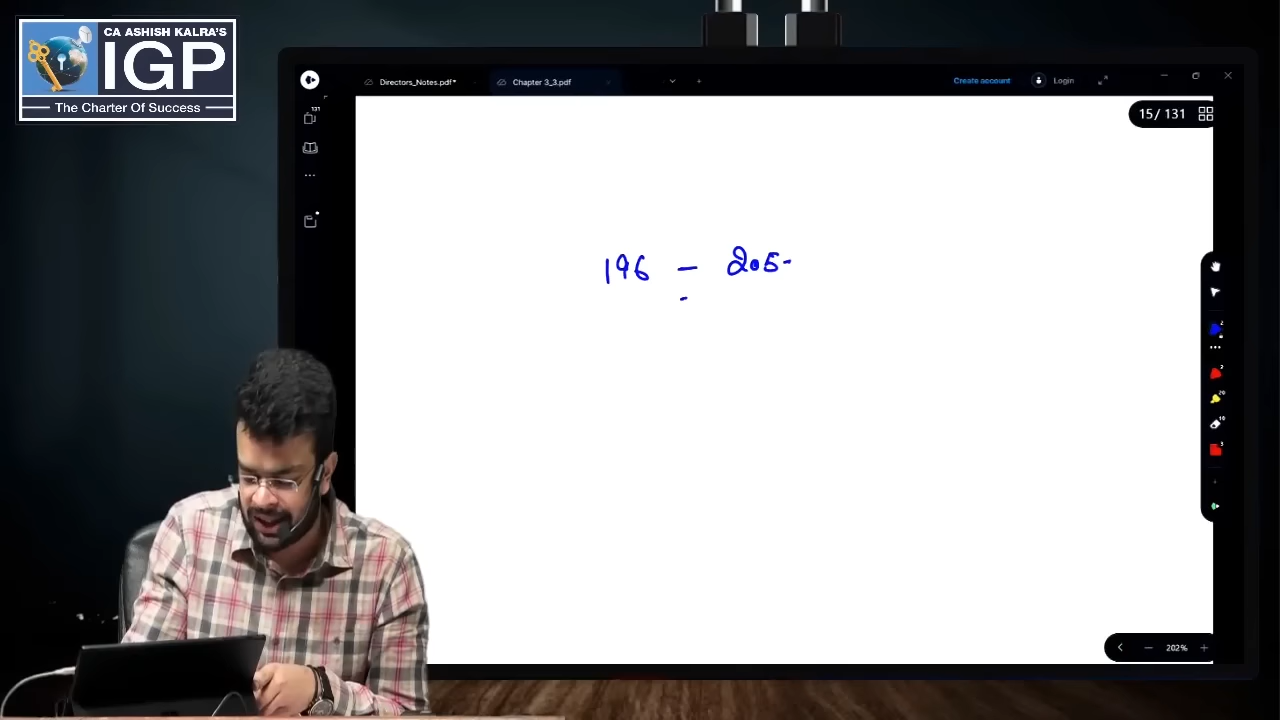 CA ASHISH KALRA'S
IGP
The Charter Of Success
Directors_Notes.pdf*
Chapter 3_3.pdf
Create account
Login
131
15/ 131
196 – 205
202%